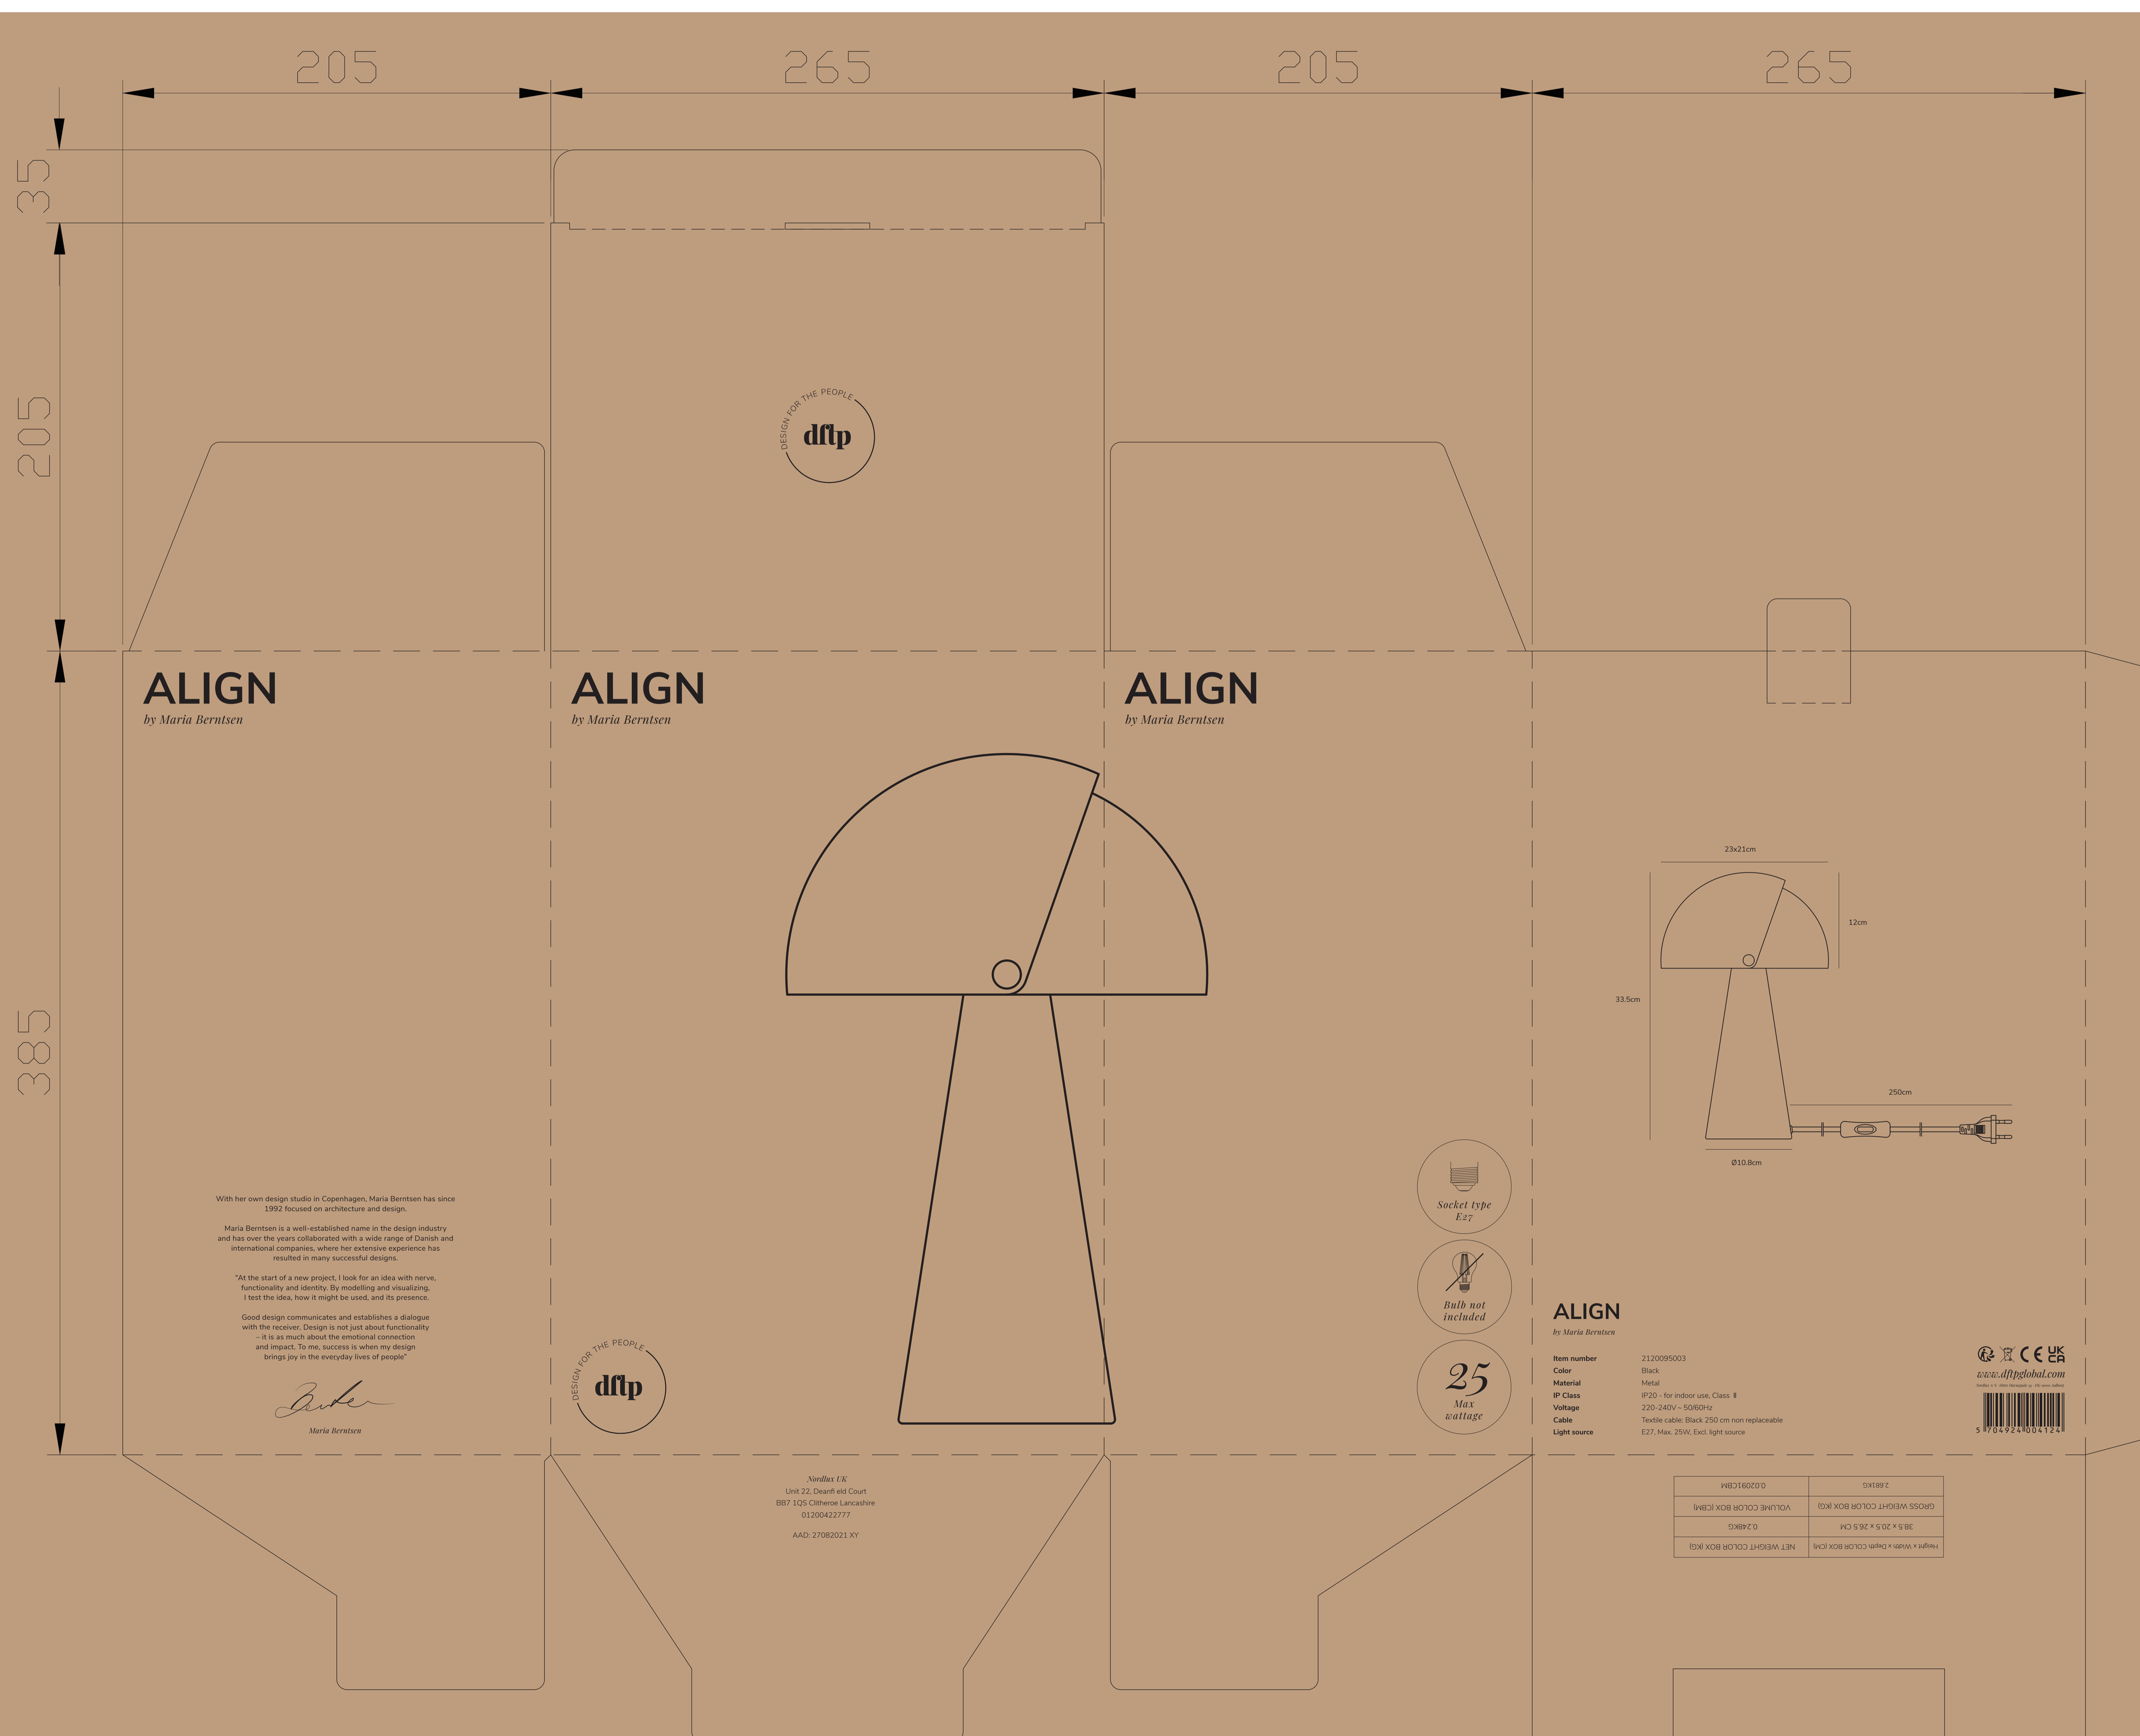 205
265
205
265
35
205
385
DESIGN FOR THE PEOPLE
dftp
ALIGN
by Maria Berntsen
ALIGN
by Maria Berntsen
ALIGN
by Maria Berntsen
With her own design studio in Copenhagen, Maria Berntsen has since
1992 focused on architecture and design.
Maria Berntsen is a well-established name in the design industry
and has over the years collaborated with a wide range of Danish and
international companies, where her extensive experience has
resulted in many successful designs.
"At the start of a new project, I look for an idea with nerve,
functionality and identity. By modelling and visualizing,
I test the idea, how it might be used, and its presence.
Good design communicates and establishes a dialogue
with the receiver. Design is not just about functionality
– it is as much about the emotional connection
and impact. To me, success is when my design
brings joy in the everyday lives of people"
Maria Berntsen
DESIGN FOR THE PEOPLE
dftp
Socket type
E27
Bulb not
included
25
Max
wattage
23x21cm
12cm
33.5cm
250cm
Ø10.8cm
ALIGN
by Maria Berntsen
Item number 2120095003
Color Black
Material Metal
IP Class IP20 - for indoor use, Class II
Voltage 220-240V ~ 50/60Hz
Cable Textile cable: Black 250 cm non replaceable
Light source E27, Max. 25W, Excl. light source
CE
UK
CA
www.dftpglobal.com
5 704924 004124
Nordlux UK
Unit 22, Deanfi eld Court
BB7 1QS Clitheroe Lancashire
01200422777
AAD: 27082021 XY
Height x Width x Depth COLOR BOX (CM) NET WEIGHT COLOR BOX (KG)
38.5 x 20.5 x 26.5 CM 0.248KG
GROSS WEIGHT COLOR BOX (KG) VOLUME COLOR BOX (CBM)
2.681KG 0.02091CBM